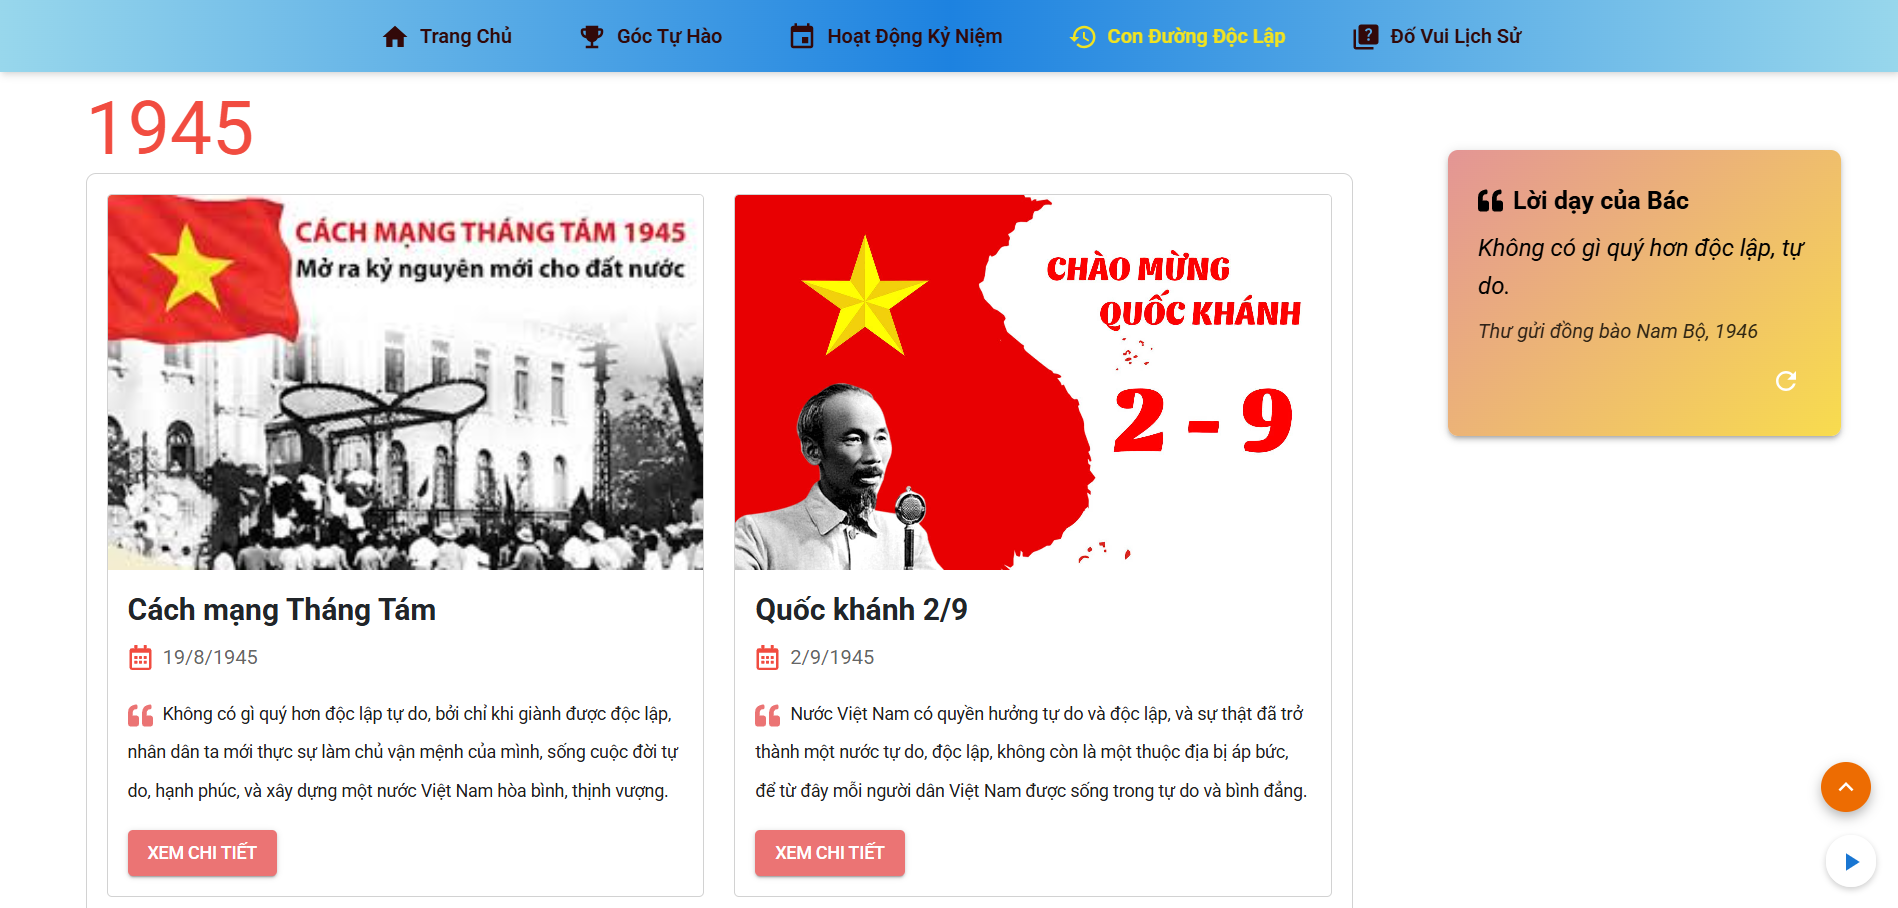 Trang Chủ
Góc Tự Hào
Hoạt Động Kỷ Niệm
Con Đường Độc Lập
Đố Vui Lịch Sử
1945
CÁCH MẠNG THÁNG TÁM 1945
Mở ra kỷ nguyên mới cho đất nước
Cách mạng Tháng Tám
19/8/1945
Không có gì quý hơn độc lập tự do, bởi chỉ khi giành được độc lập,
nhân dân ta mới thực sự làm chủ vận mệnh của mình, sống cuộc đời tự
do, hạnh phúc, và xây dựng một nước Việt Nam hòa bình, thịnh vượng.
XEM CHI TIẾT
CHÀO MỪNG
QUỐC KHÁNH
2 - 9
Quốc khánh 2/9
2/9/1945
Nước Việt Nam có quyền hưởng tự do và độc lập, và sự thật đã trở
thành một nước tự do, độc lập, không còn là một thuộc địa bị áp bức,
để từ đây mỗi người dân Việt Nam được sống trong tự do và bình đẳng.
XEM CHI TIẾT
Lời dạy của Bác
Không có gì quý hơn độc lập, tự
do.
Thư gửi đồng bào Nam Bộ, 1946